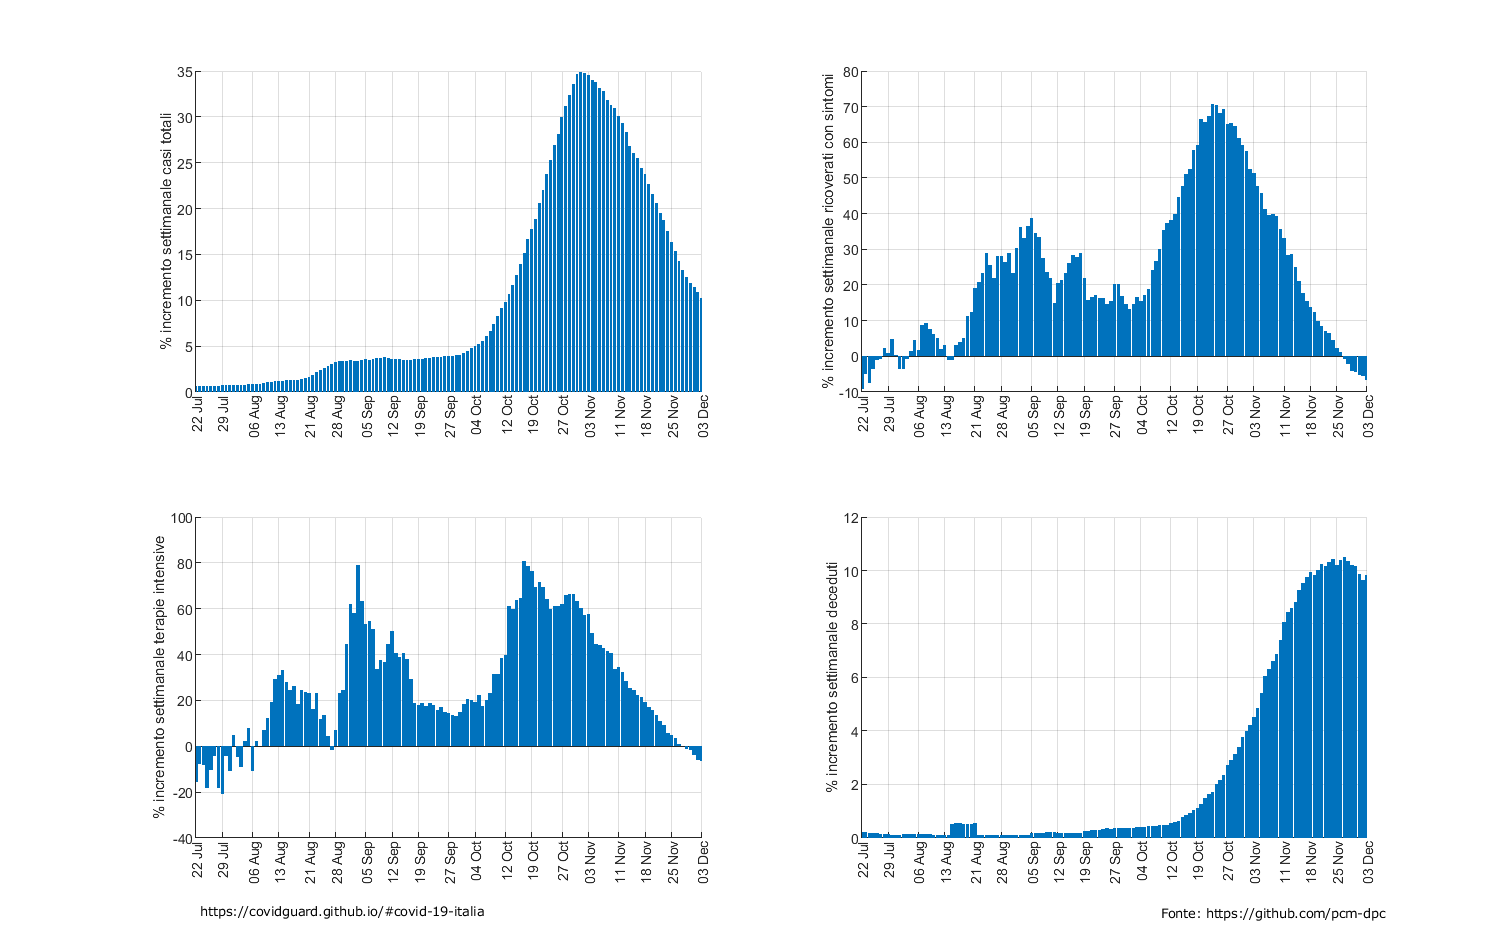 % incremento settimanale casi totali
35
30
25
20
15
10
5
0
22 Jul
29 Jul
06 Aug
13 Aug
21 Aug
28 Aug
05 Sep
12 Sep
19 Sep
27 Sep
04 Oct
12 Oct
19 Oct
27 Oct
03 Nov
11 Nov
18 Nov
25 Nov
03 Dec
% incremento settimanale ricoverati con sintomi
80
70
60
50
40
30
20
10
0
-10
22 Jul
29 Jul
06 Aug
13 Aug
21 Aug
28 Aug
05 Sep
12 Sep
19 Sep
27 Sep
04 Oct
12 Oct
19 Oct
27 Oct
03 Nov
11 Nov
18 Nov
25 Nov
03 Dec
% incremento settimanale terapie intensive
100
80
60
40
20
0
-20
-40
22 Jul
29 Jul
06 Aug
13 Aug
21 Aug
28 Aug
05 Sep
12 Sep
19 Sep
27 Sep
04 Oct
12 Oct
19 Oct
27 Oct
03 Nov
11 Nov
18 Nov
25 Nov
03 Dec
% incremento settimanale deceduti
12
10
8
6
4
2
0
22 Jul
29 Jul
06 Aug
13 Aug
21 Aug
28 Aug
05 Sep
12 Sep
19 Sep
27 Sep
04 Oct
12 Oct
19 Oct
27 Oct
03 Nov
11 Nov
18 Nov
25 Nov
03 Dec
https://covidguard.github.io/#covid-19-italia
Fonte: https://github.com/pcm-dpc